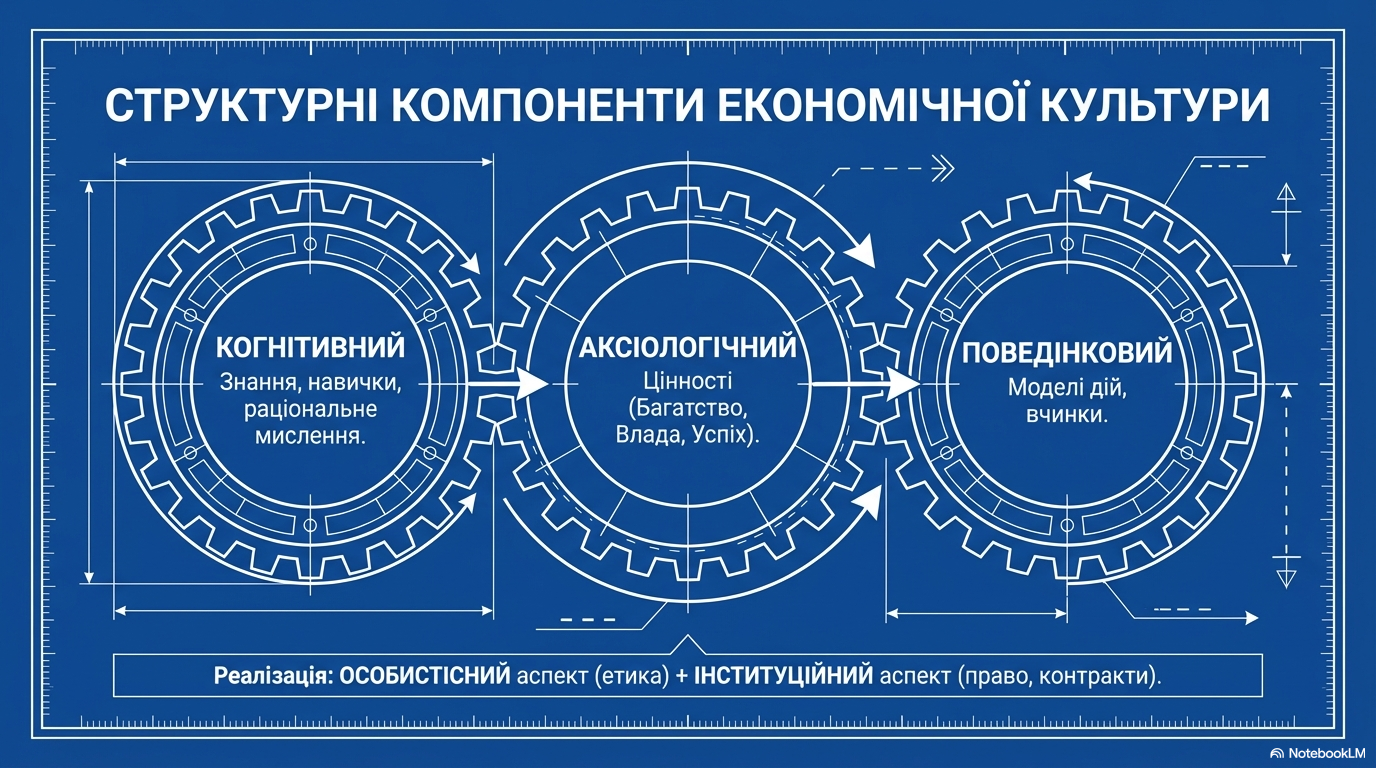 СТРУКТУРНІ КОМПОНЕНТИ ЕКОНОМІЧНОЇ КУЛЬТУРИ
КОГНІТИВНИЙ
Знання, навички,
раціональне
мислення.
АКСІОЛОГІЧНИЙ
Цінності
(Багатство,
Влада, Успіх).
ПОВЕДІНКОВИЙ
Моделі дій,
вчинки.
Реалізація: ОСОБИСТІСНИЙ аспект (етика) + ІНСТИТУЦІЙНИЙ аспект (право, контракти).
NotebookLM